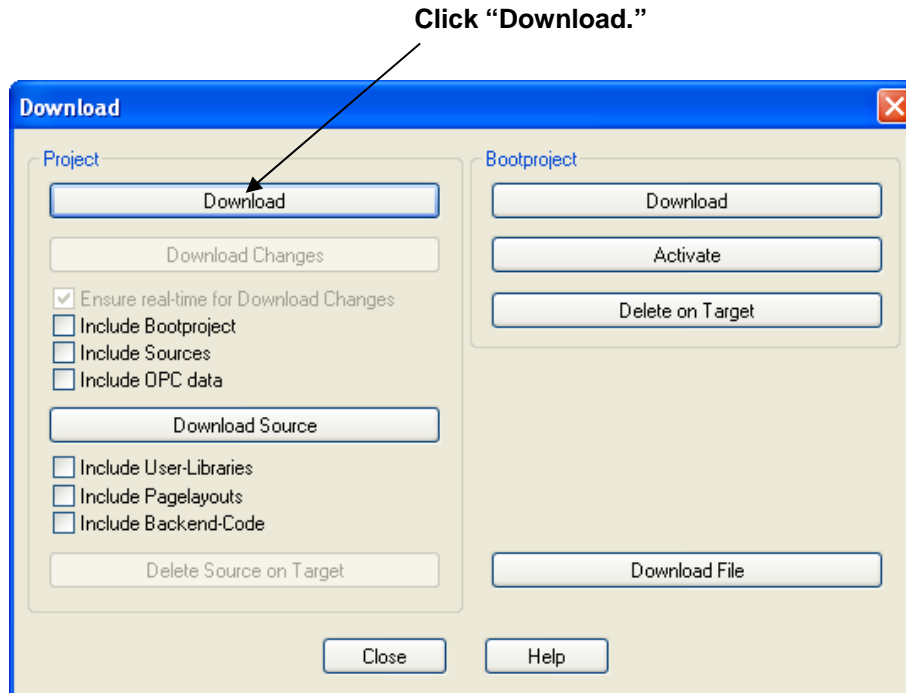 Click “Download.”
Download
Project
Download
Download Changes
Ensure real-time for Download Changes
Include Bootproject
Include Sources
Include OPC data
Download Source
Include User-Libraries
Include Pagelayouts
Include Backend-Code
Delete Source on Target
Bootproject
Download
Activate
Delete on Target
Download File
Close
Help